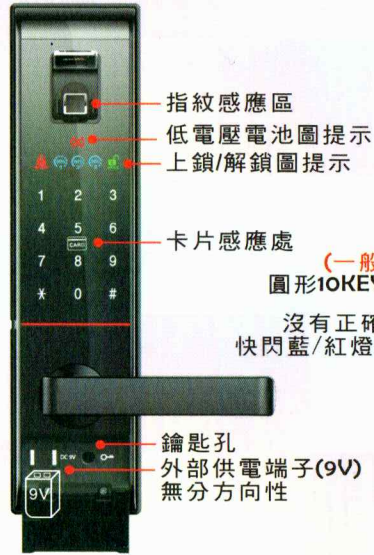 指紋感應區
低電壓電池圖提示
上鎖/解鎖圖提示
1 2 3
4 5 6
CARD
卡片感應處
7 8 9
* 0 #
(一般
圓形10KEY
沒有正確
快閃藍/紅燈
鑰匙孔
DC 9V
外部供電端子(9V)
無分方向性
9V